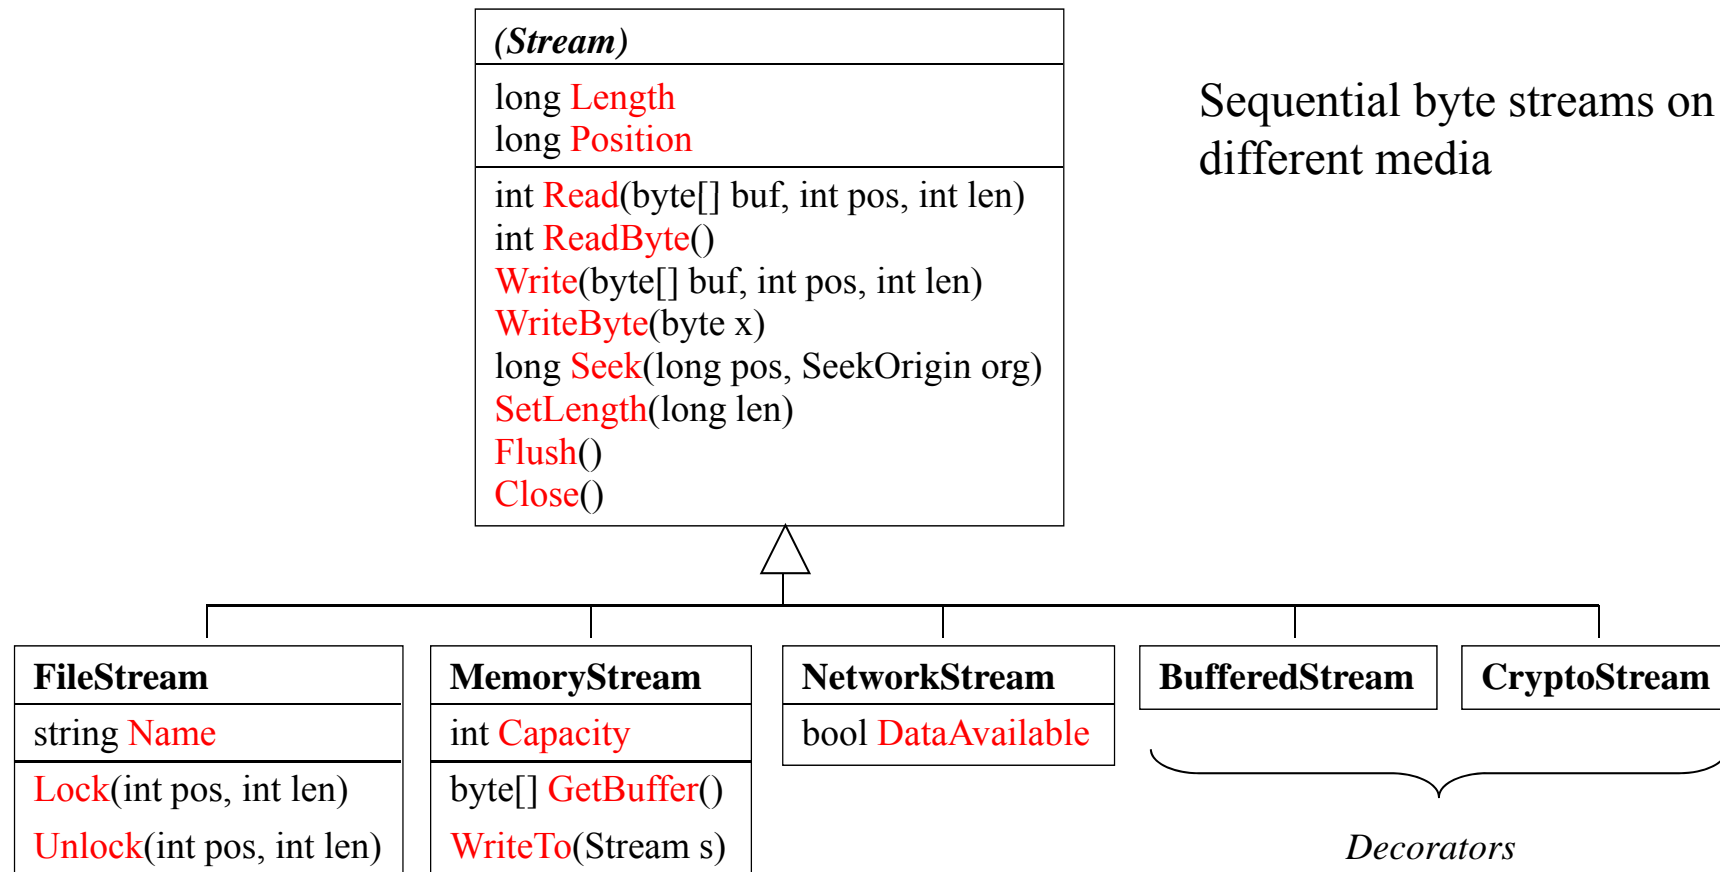 (Stream)
long Length
long Position
int Read(byte[] buf, int pos, int len)
int ReadByte()
Write(byte[] buf, int pos, int len)
WriteByte(byte x)
long Seek(long pos, SeekOrigin org)
SetLength(long len)
Flush()
Close()
Sequential byte streams on
different media
FileStream
string Name
Lock(int pos, int len)
Unlock(int pos, int len)
MemoryStream
int Capacity
byte[] GetBuffer()
WriteTo(Stream s)
NetworkStream
bool DataAvailable
BufferedStream
CryptoStream
Decorators